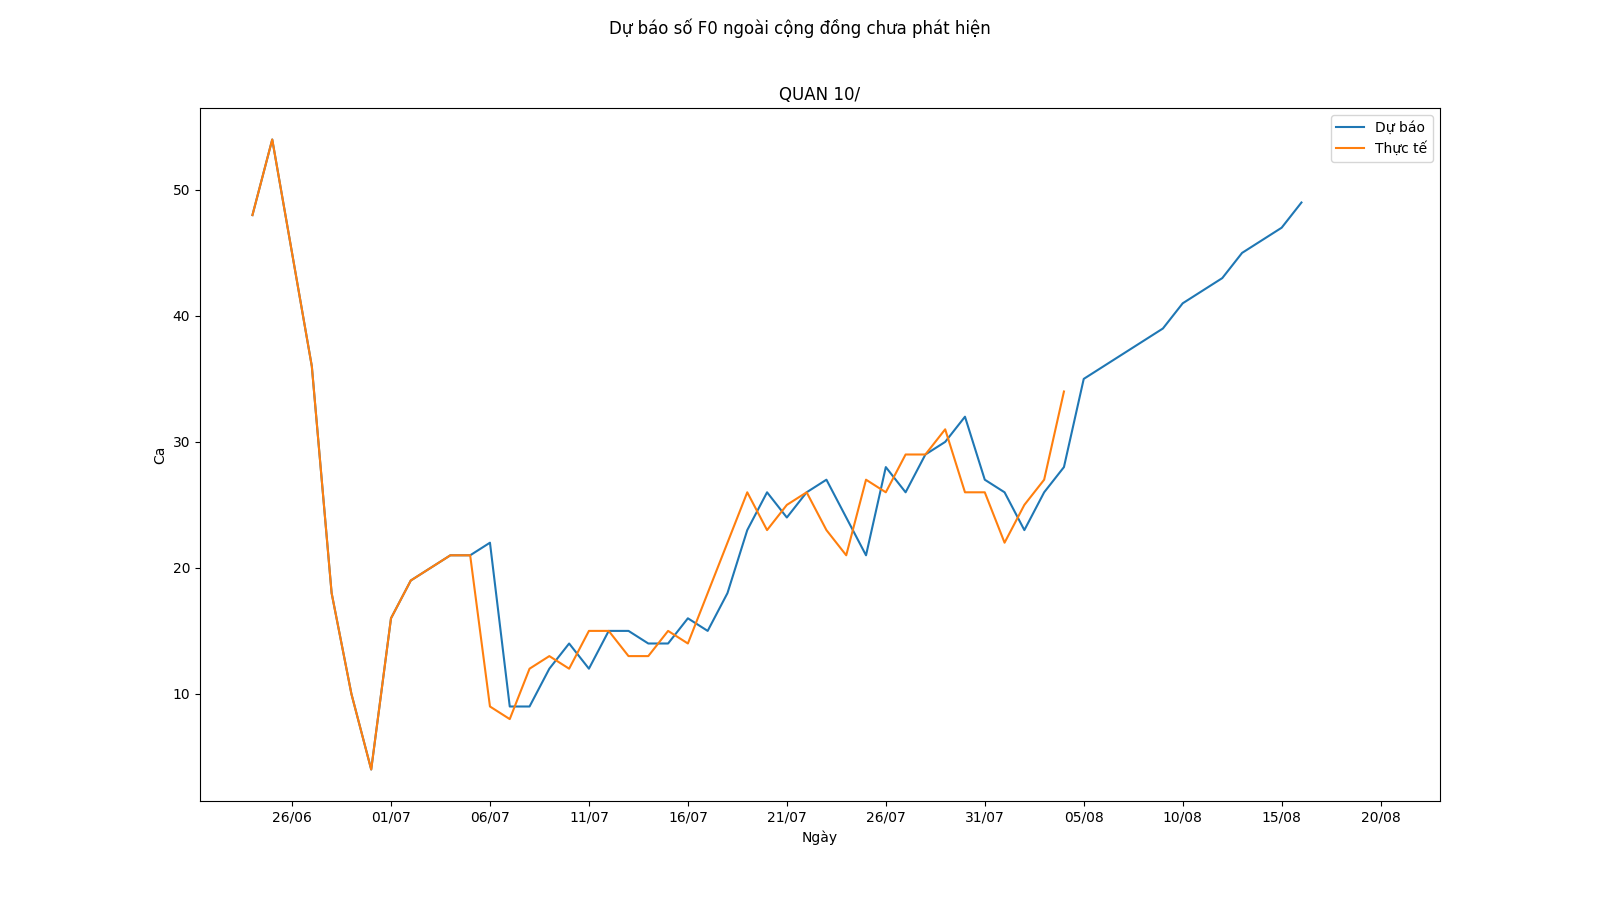 Dự báo số F0 ngoài cộng đồng chưa phát hiện
QUAN 10/
Dự báo
Thực tế
50
40
30
20
10
Ca
26/06 01/07 06/07 11/07 16/07 21/07 26/07 31/07 05/08 10/08 15/08 20/08
Ngày